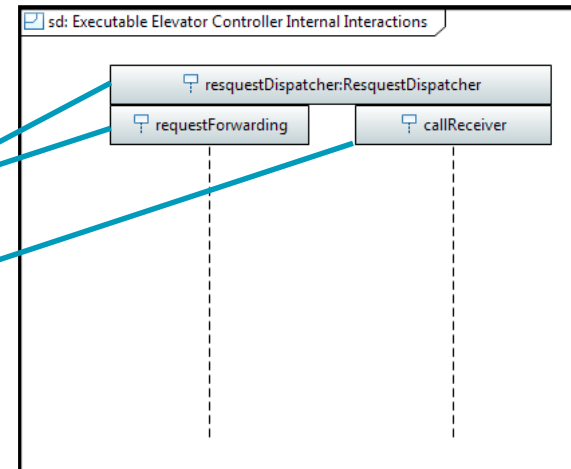 sd: Executable Elevator Controller Internal Interactions
resquestDispatcher:ResquestDispatcher
requestForwarding
callReceiver